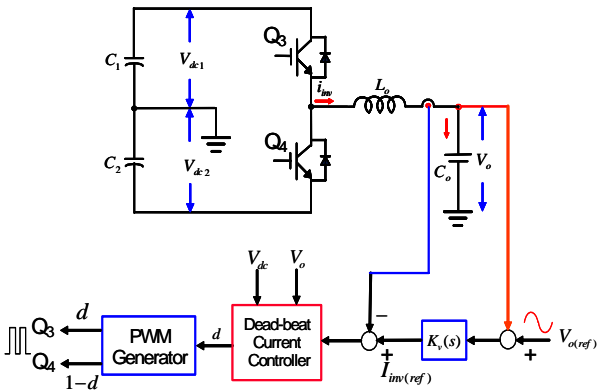 Q3
C1
Vdc1
iinv
Lo
Q4
C2
Vdc2
Co
Vo
Vdc
Vo
−
Q3
d
PWM
Generator
d
Dead-beat
Current
Controller
+
Kv(s)
+
Vo(ref)
Q4
1-d
Iinv(ref)